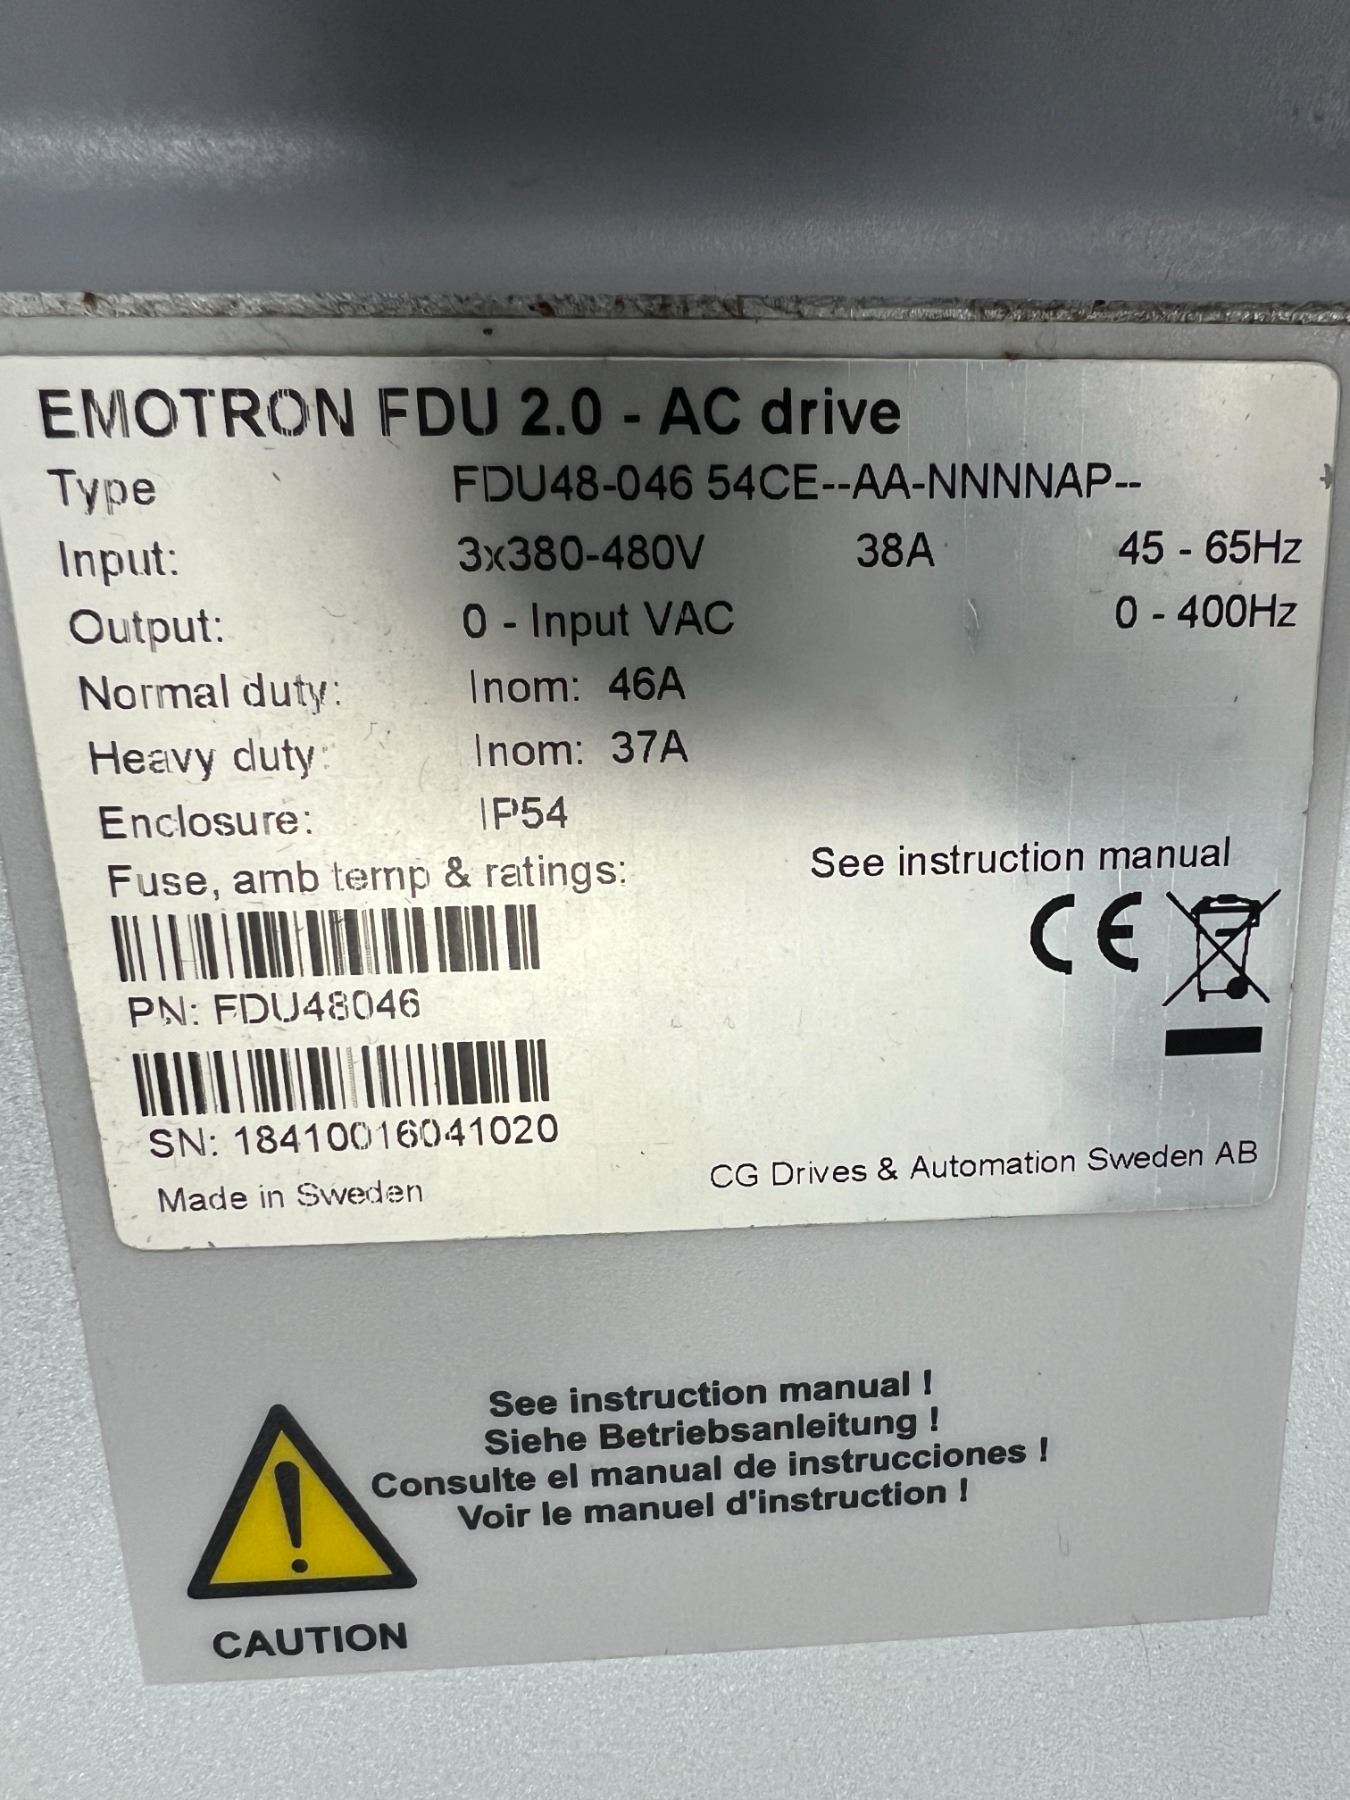 EMOTRON FDU 2.0 - AC drive
Type FDU48-046 54CE--AA-NNNNAP--
Input: 3x380-480V 38A 45 - 65Hz
Output: 0 - Input VAC 0 - 400Hz
Normal duty: Inom: 46A
Heavy duty: Inom: 37A
Enclosure: IP54
Fuse, amb temp & ratings: See instruction manual
CE
PN: FDU48046
SN: 18410016041020
Made in Sweden CG Drives & Automation Sweden AB
See instruction manual !
Siehe Betriebsanleitung !
Consulte el manual de instrucciones !
Voir le manuel d'instruction !
CAUTION